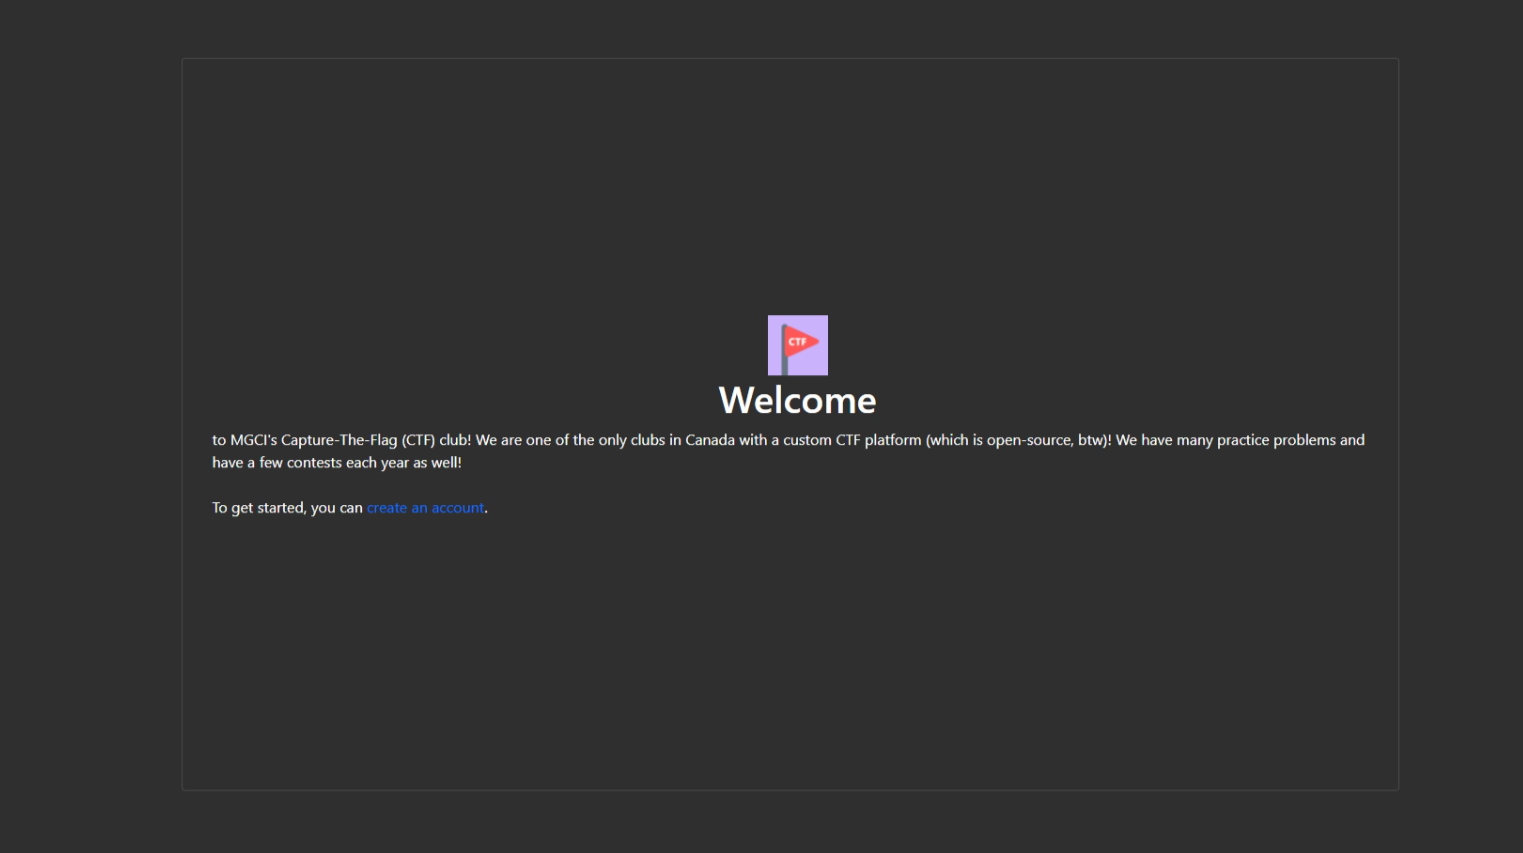 CTF
Welcome
to MGCI's Capture-The-Flag (CTF) club! We are one of the only clubs in Canada with a custom CTF platform (which is open-source, btw)! We have many practice problems and
have a few contests each year as well!
To get started, you can create an account.